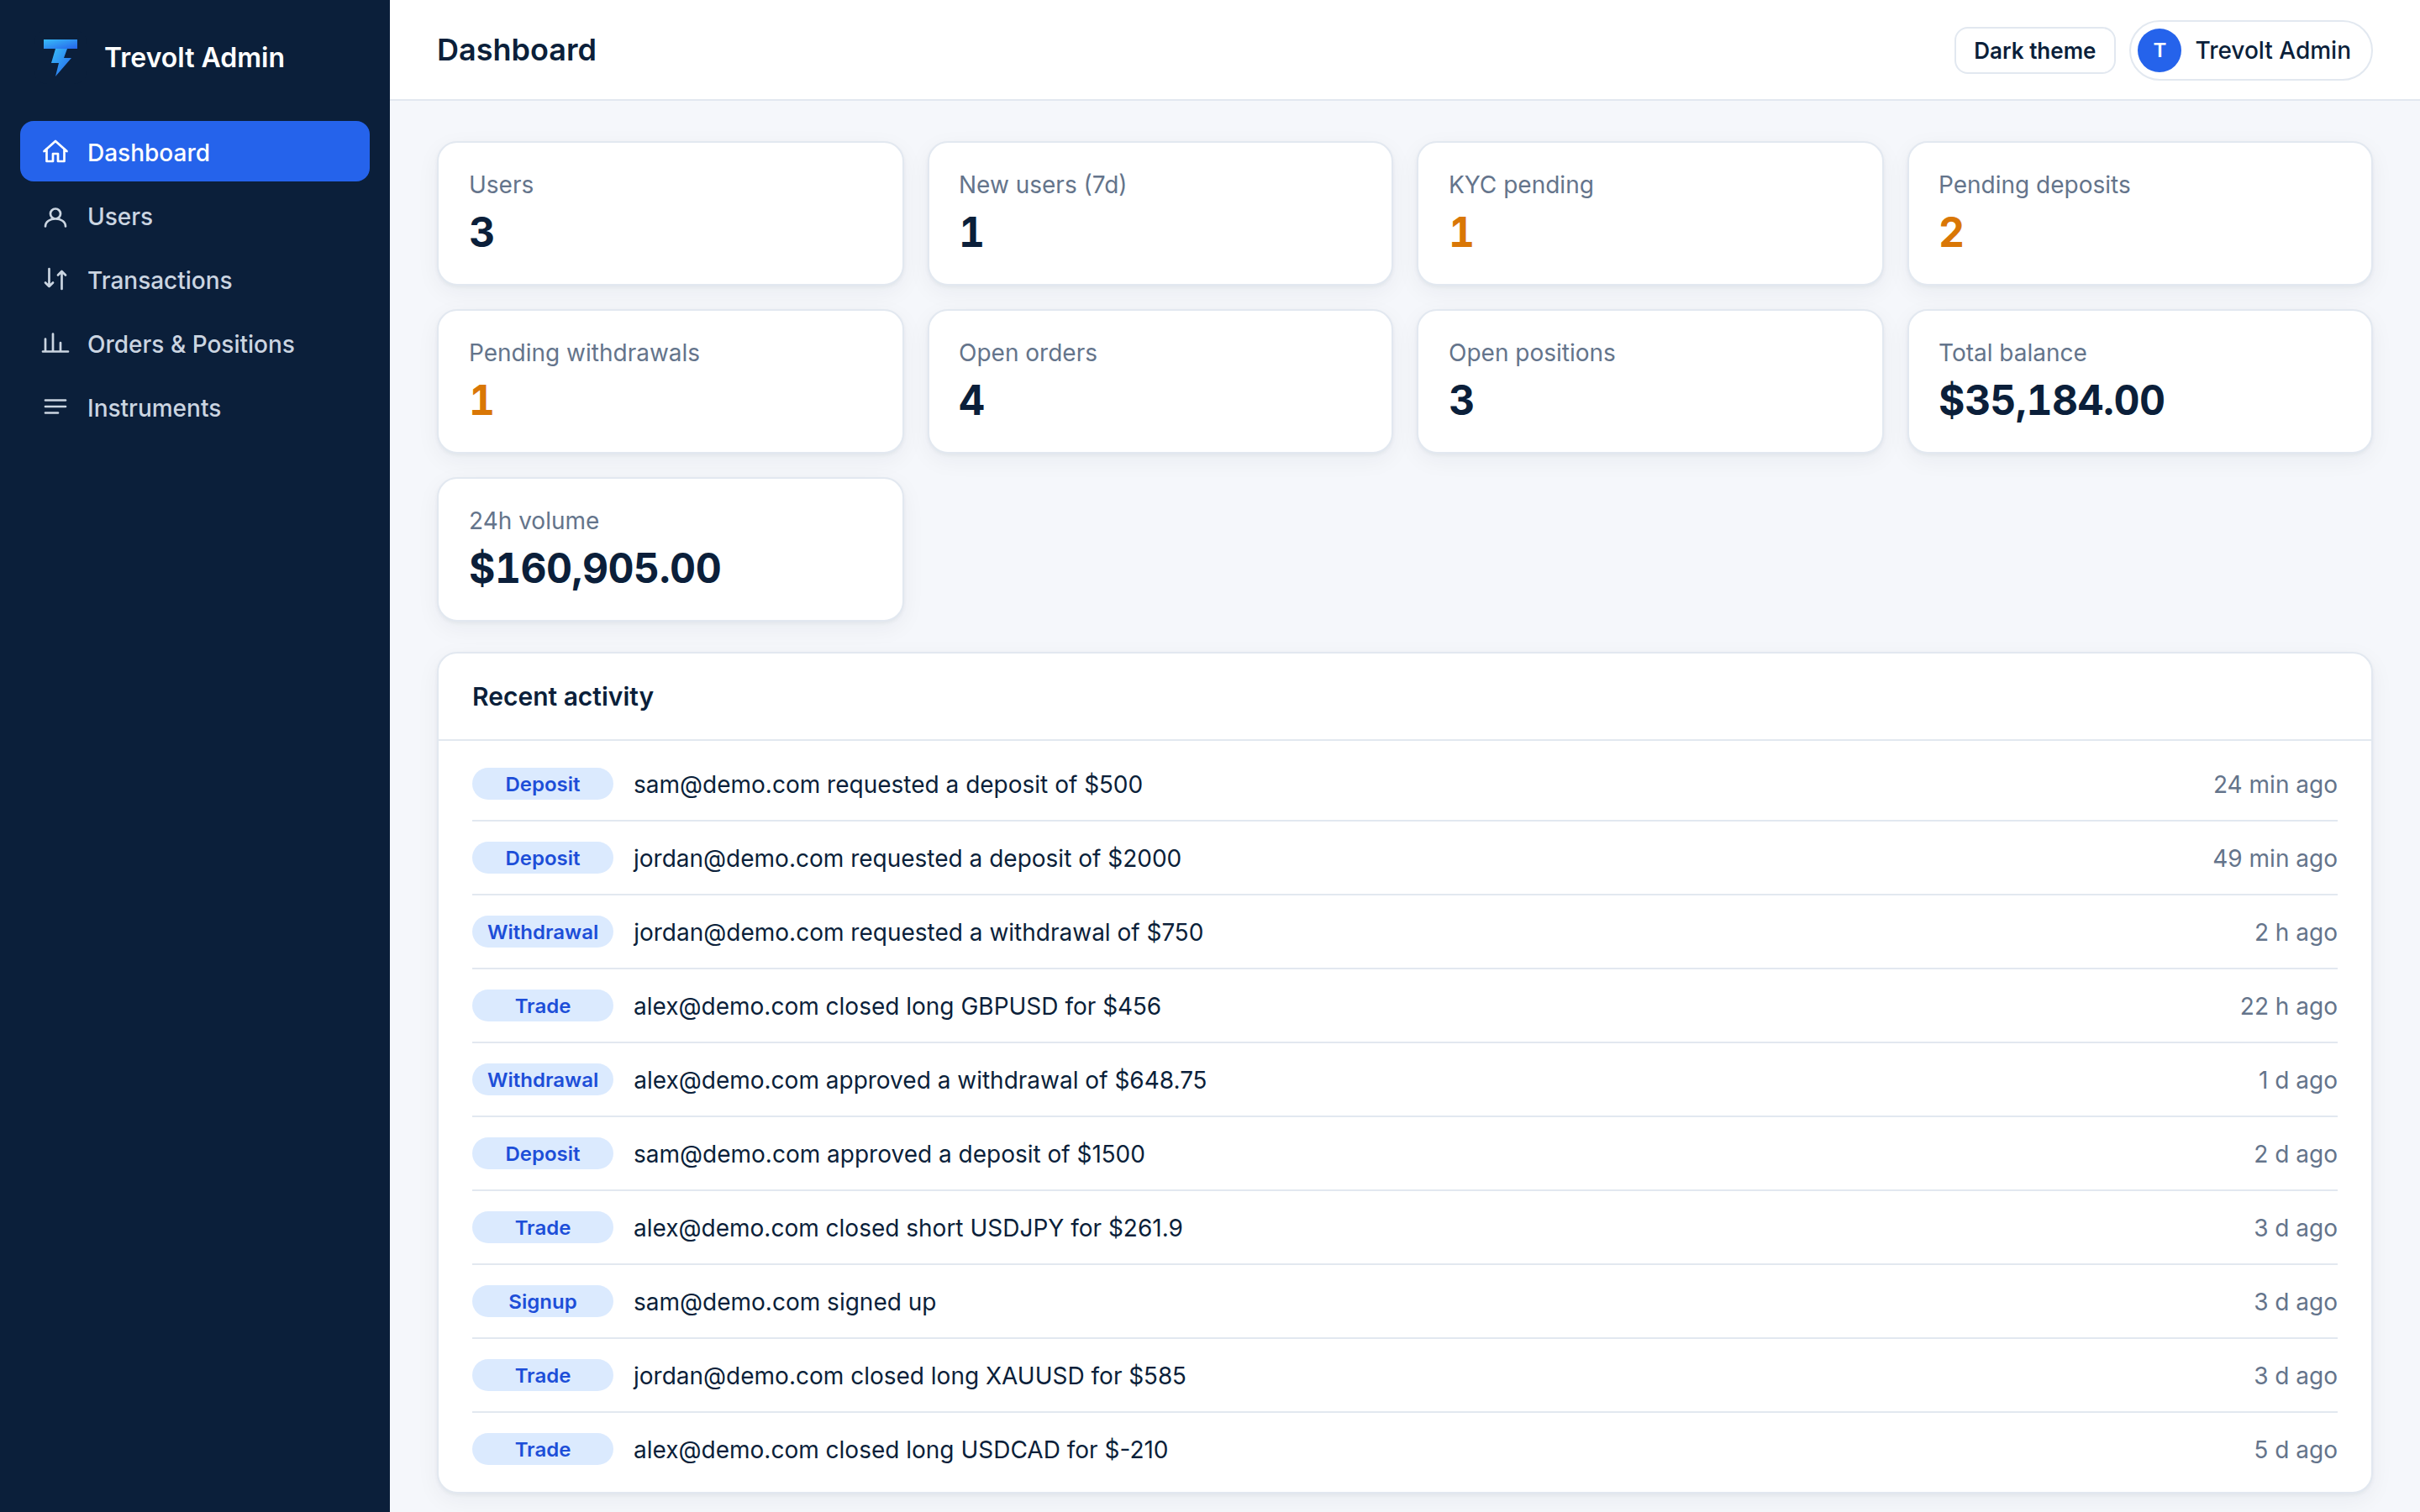 Trevolt Admin
Dashboard
Users
Transactions
Orders & Positions
Instruments
Dashboard
Dark theme
T
Trevolt Admin
Users
3
New users (7d)
1
KYC pending
1
Pending deposits
2
Pending withdrawals
1
Open orders
4
Open positions
3
Total balance
$35,184.00
24h volume
$160,905.00
Recent activity
Deposit sam@demo.com requested a deposit of $500 24 min ago
Deposit jordan@demo.com requested a deposit of $2000 49 min ago
Withdrawal jordan@demo.com requested a withdrawal of $750 2 h ago
Trade alex@demo.com closed long GBPUSD for $456 22 h ago
Withdrawal alex@demo.com approved a withdrawal of $648.75 1 d ago
Deposit sam@demo.com approved a deposit of $1500 2 d ago
Trade alex@demo.com closed short USDJPY for $261.9 3 d ago
Signup sam@demo.com signed up 3 d ago
Trade jordan@demo.com closed long XAUUSD for $585 3 d ago
Trade alex@demo.com closed long USDCAD for $-210 5 d ago